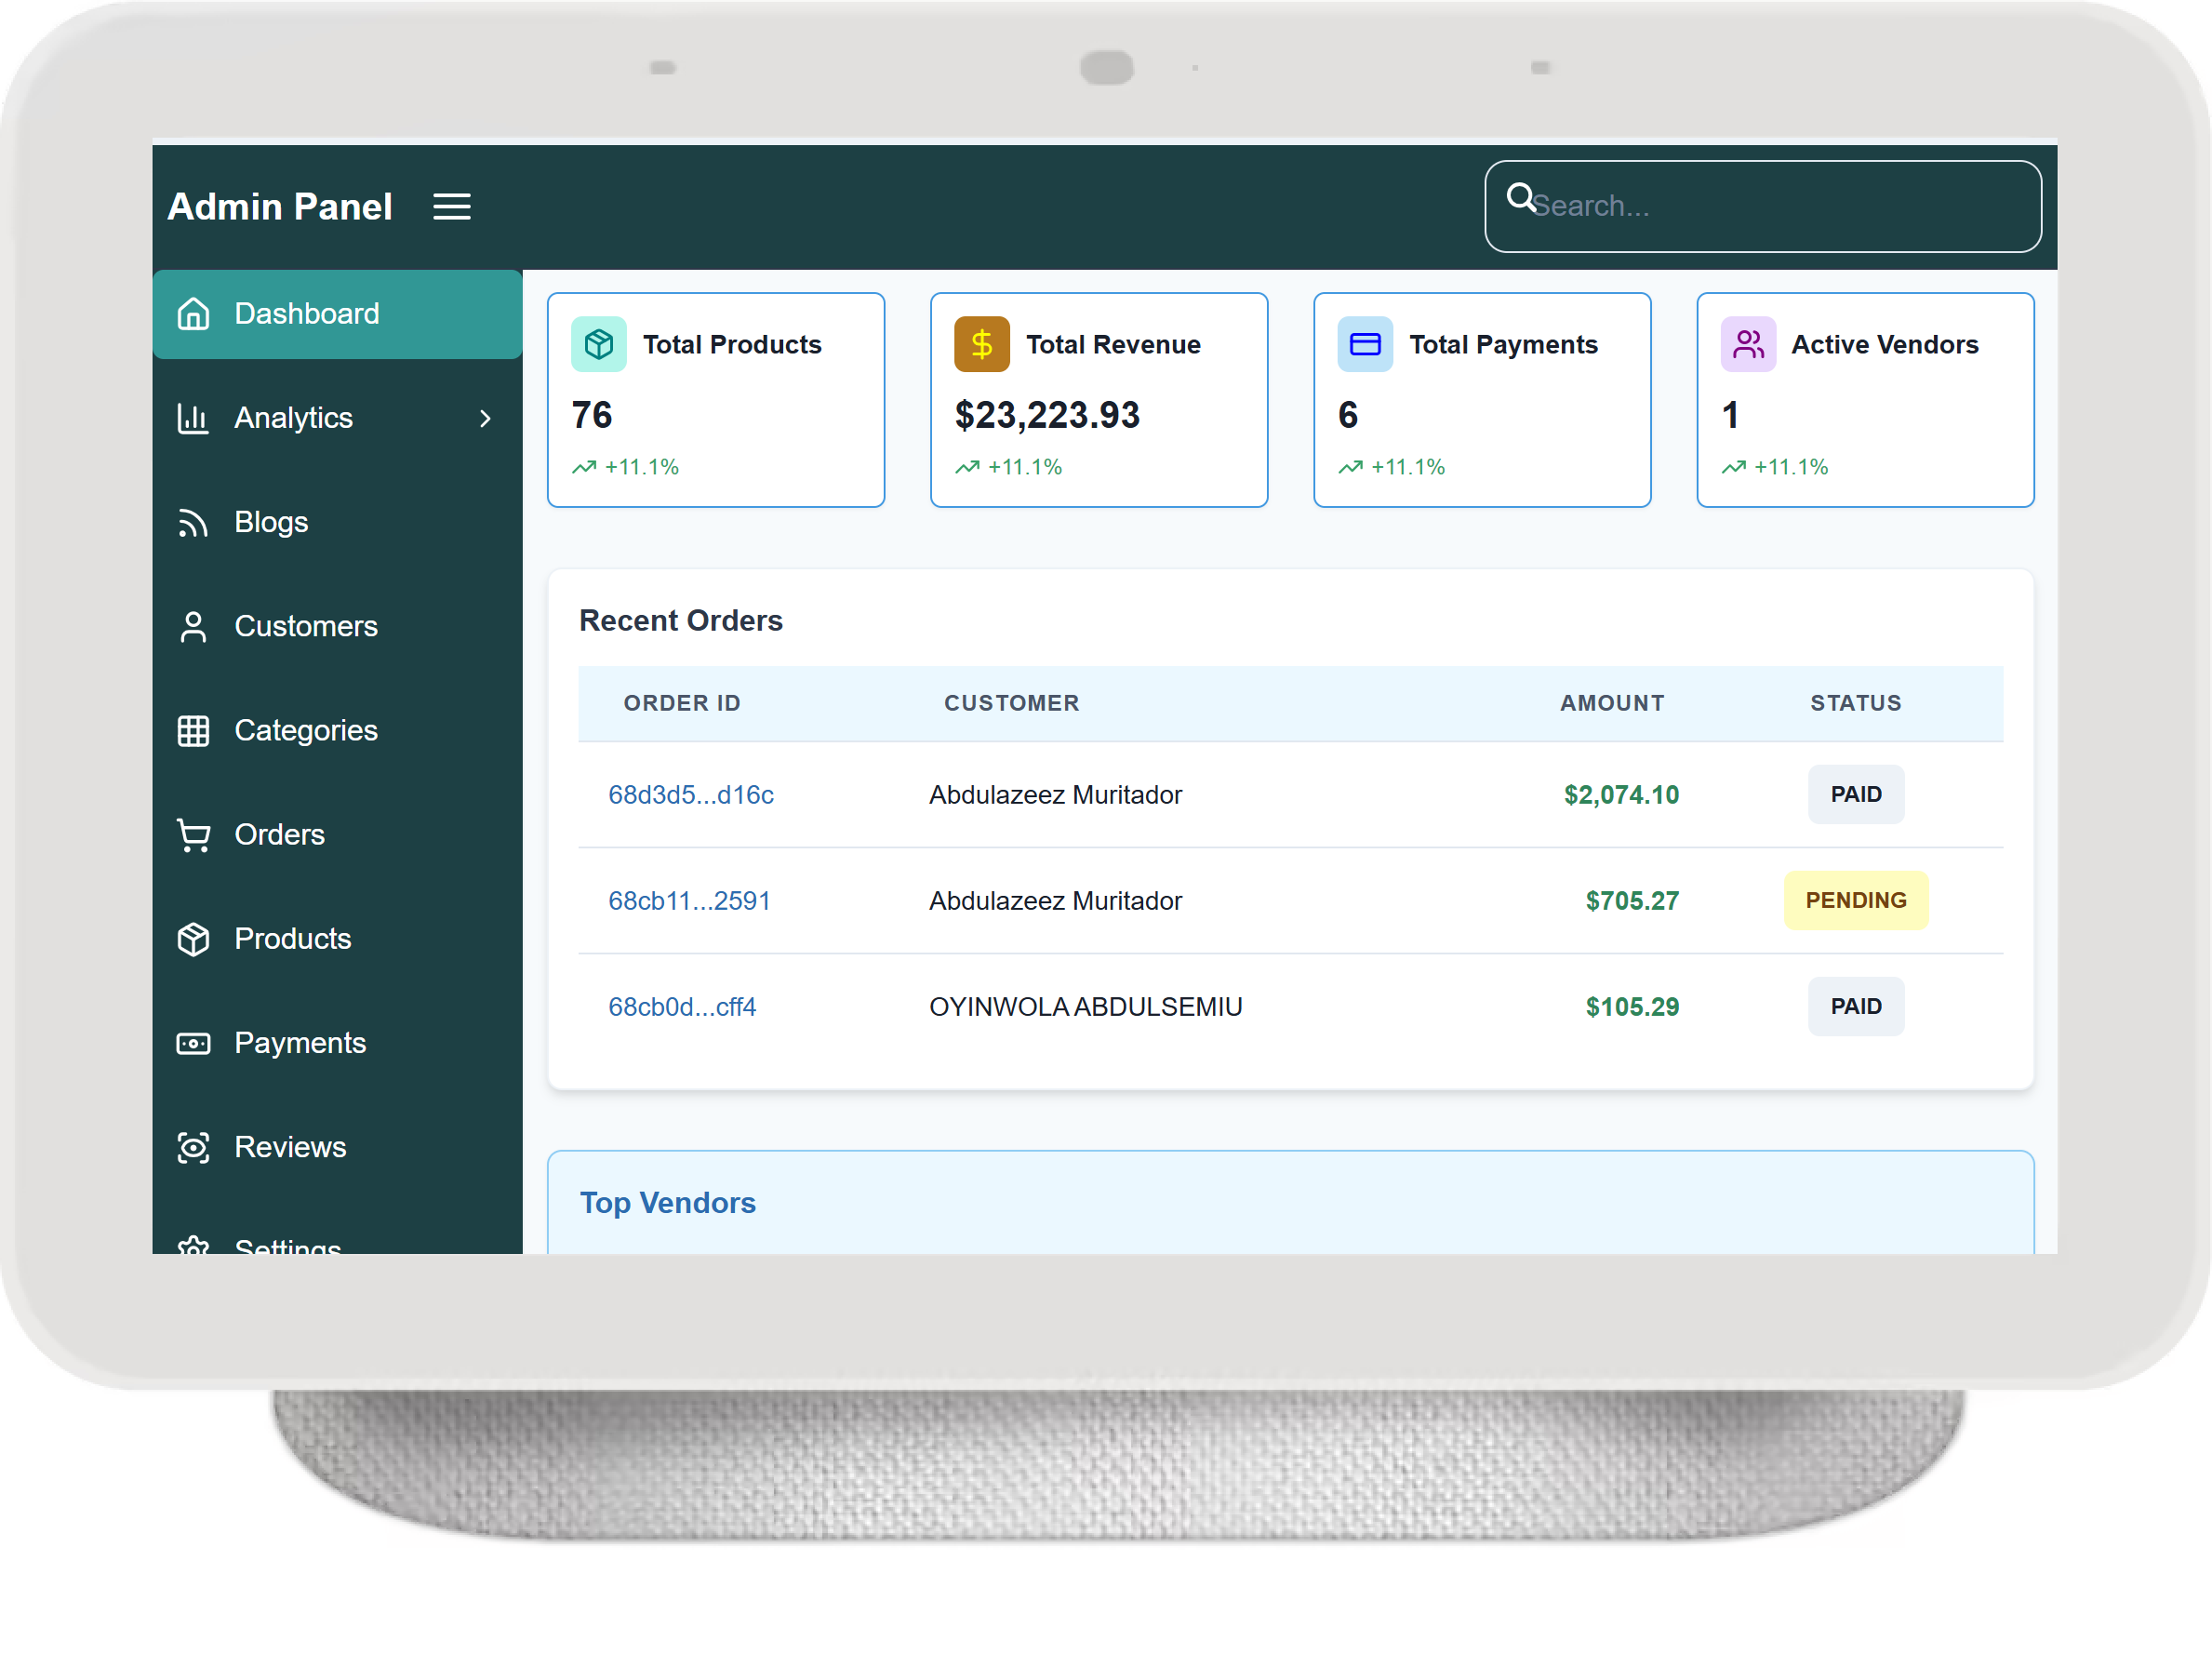 Admin Panel
Search...
Dashboard
Analytics
Blogs
Customers
Categories
Orders
Products
Payments
Reviews
Settings
Total Products
76
+11.1%
Total Revenue
$23,223.93
+11.1%
Total Payments
6
+11.1%
Active Vendors
1
+11.1%
Recent Orders
ORDER ID CUSTOMER AMOUNT STATUS
68d3d5...d16c Abdulazeez Muritador $2,074.10 PAID
68cb11...2591 Abdulazeez Muritador $705.27 PENDING
68cb0d...cff4 OYINWOLA ABDULSEMIU $105.29 PAID
Top Vendors